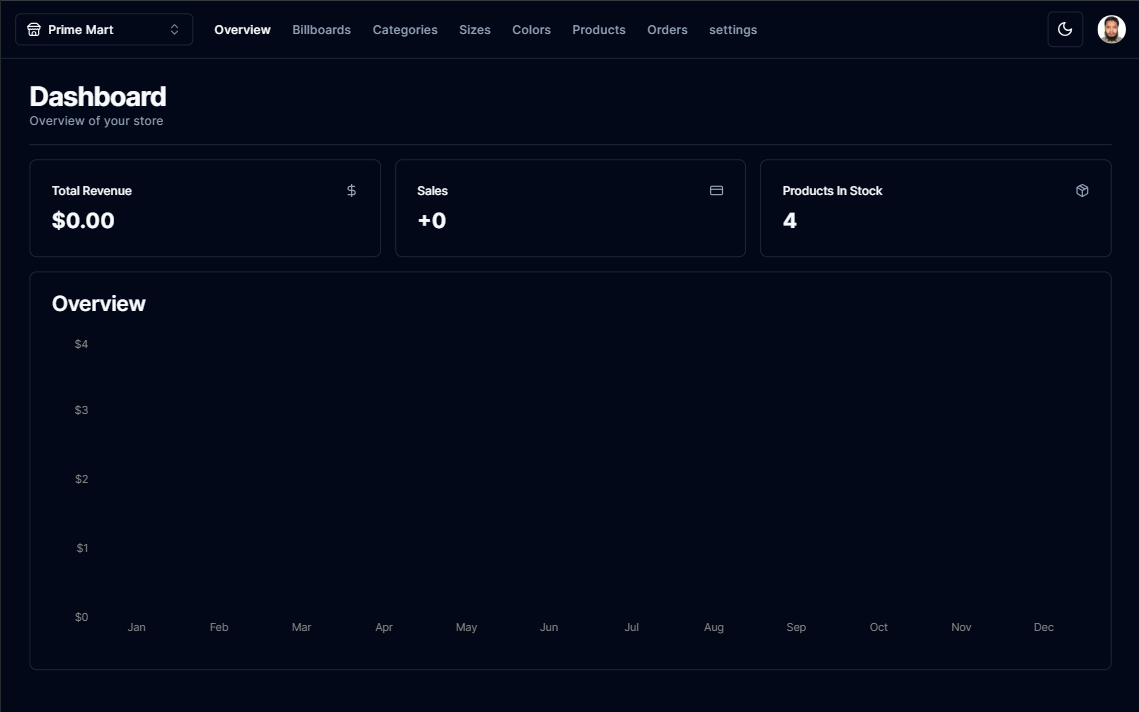 Prime Mart Overview Billboards Categories Sizes Colors Products Orders settings
Dashboard
Overview of your store
Total Revenue $
$0.00
Sales
+0
Products In Stock
4
Overview
$4
$3
$2
$1
$0
Jan Feb Mar Apr May Jun Jul Aug Sep Oct Nov Dec